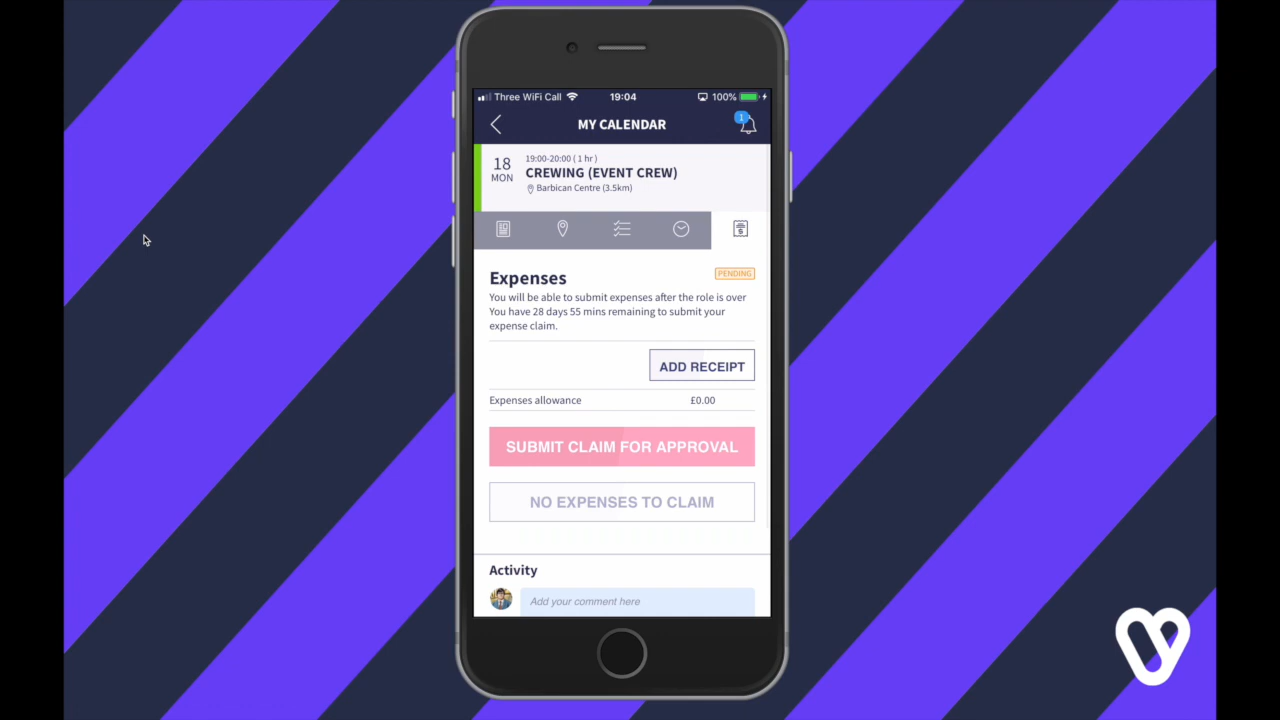 Three WiFi Call 19:04 100%
MY CALENDAR 1
18 19:00-20:00 ( 1 hr )
MON CREWING (EVENT CREW)
Barbican Centre (3.5km)
Expenses PENDING
You will be able to submit expenses after the role is over
You have 28 days 55 mins remaining to submit your
expense claim.
ADD RECEIPT
Expenses allowance £0.00
SUBMIT CLAIM FOR APPROVAL
NO EXPENSES TO CLAIM
Activity
Add your comment here